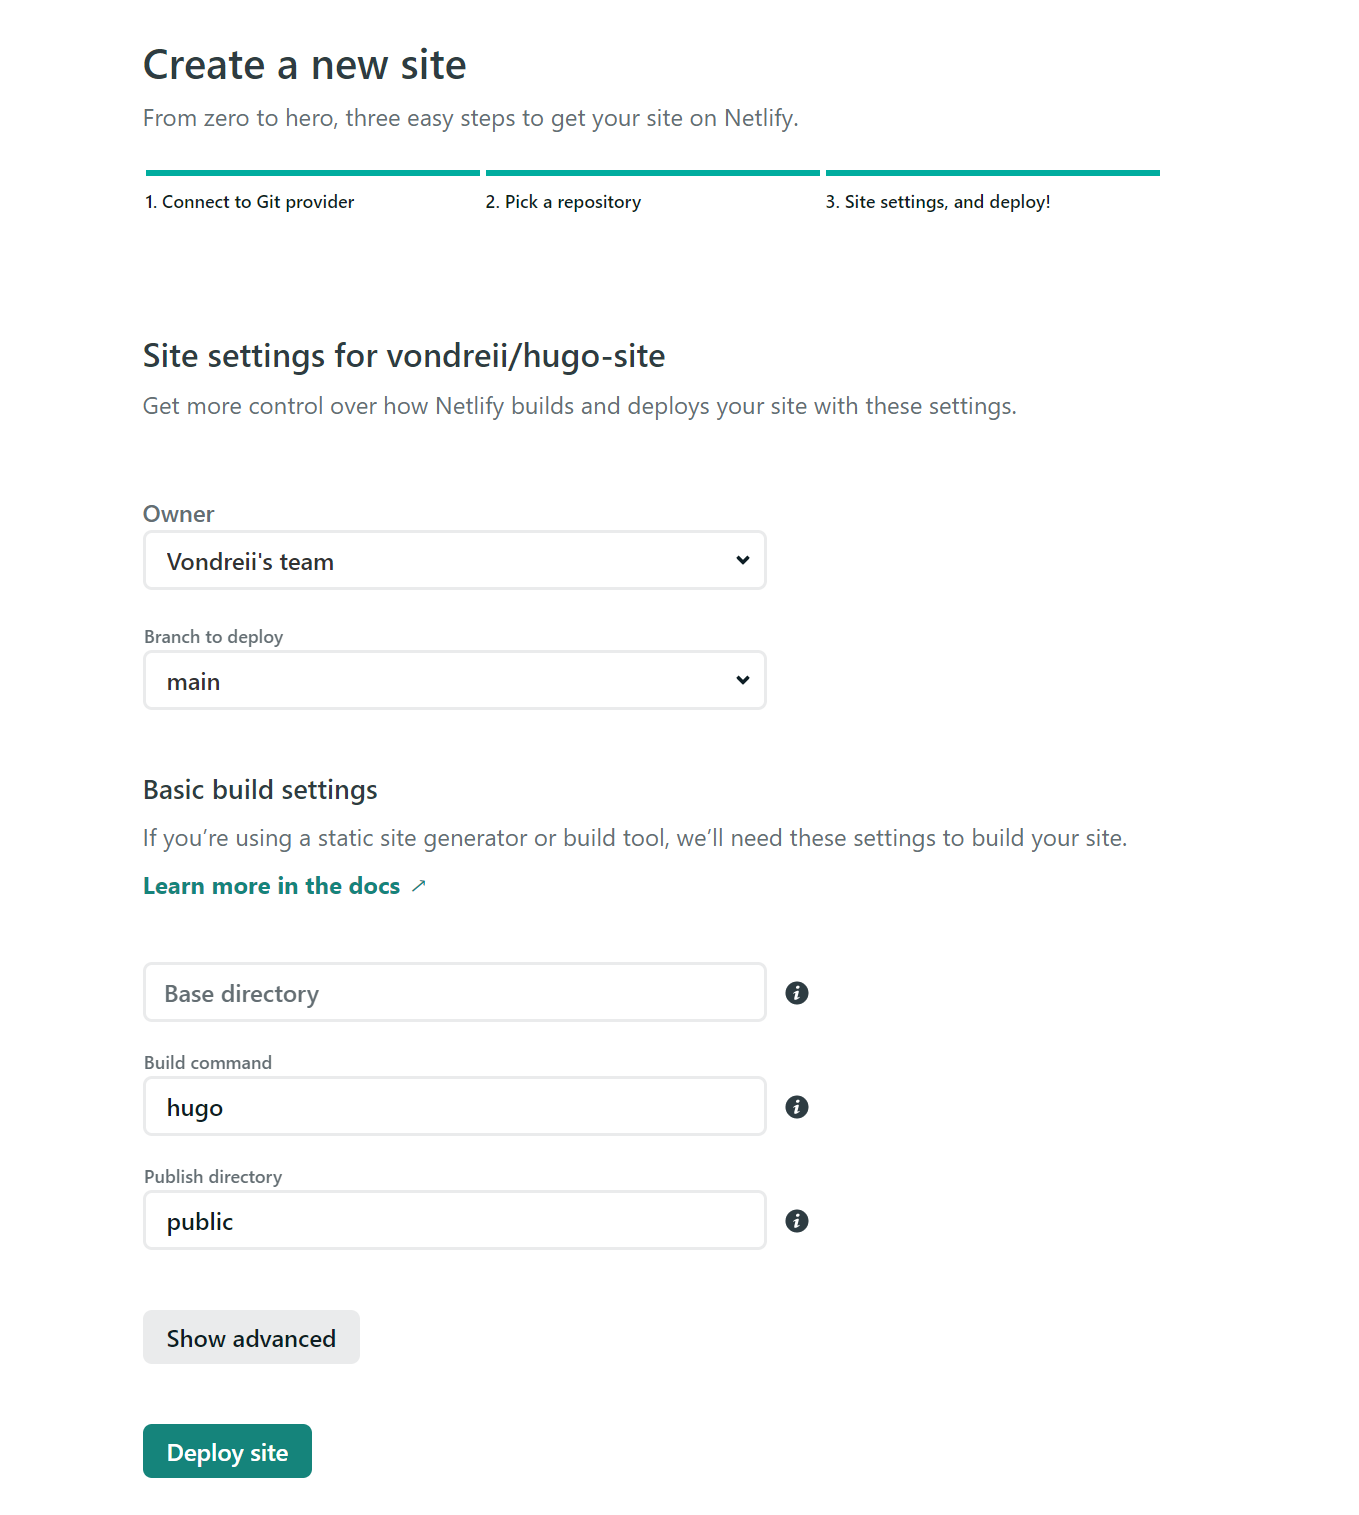 Create a new site
From zero to hero, three easy steps to get your site on Netlify.
1. Connect to Git provider
2. Pick a repository
3. Site settings, and deploy!
Site settings for vondreii/hugo-site
Get more control over how Netlify builds and deploys your site with these settings.
Owner
Vondreii's team
Branch to deploy
main
Basic build settings
If you’re using a static site generator or build tool, we’ll need these settings to build your site.
Learn more in the docs ↗
Base directory
Build command
hugo
Publish directory
public
Show advanced
Deploy site